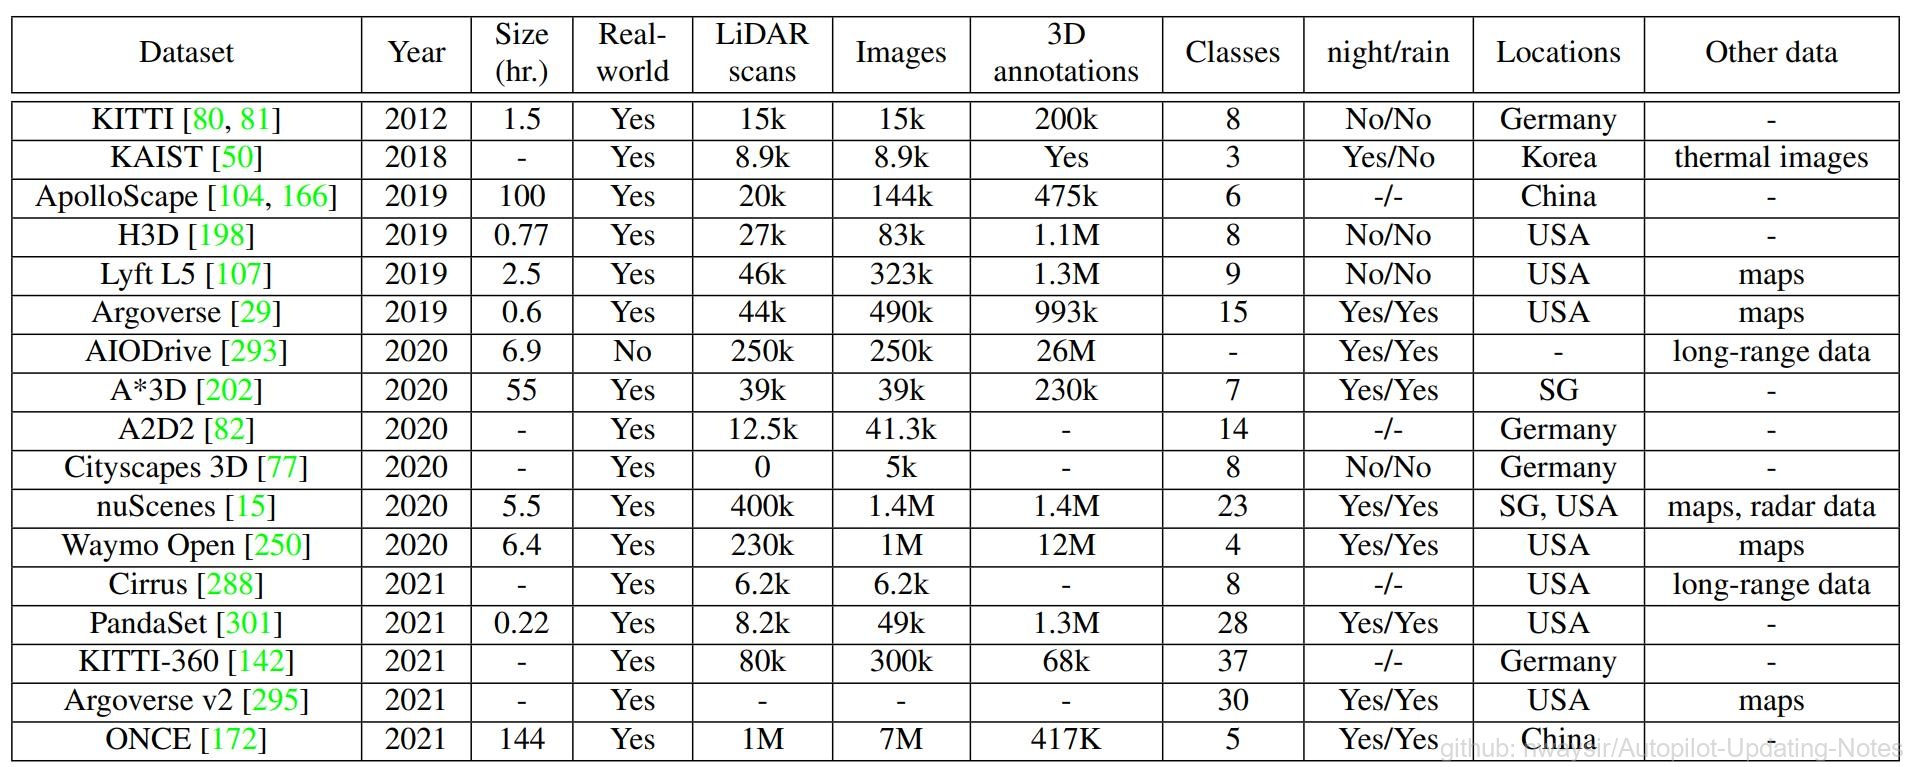 Dataset Year Size (hr.) Real-world LiDAR scans Images 3D annotations Classes night/rain Locations Other data
KITTI [80, 81] 2012 1.5 Yes 15k 15k 200k 8 No/No Germany -
KAIST [50] 2018 - Yes 8.9k 8.9k Yes 3 Yes/No Korea thermal images
ApolloScape [104, 166] 2019 100 Yes 20k 144k 475k 6 -/- China -
H3D [198] 2019 0.77 Yes 27k 83k 1.1M 8 No/No USA -
Lyft L5 [107] 2019 2.5 Yes 46k 323k 1.3M 9 No/No USA maps
Argoverse [29] 2019 0.6 Yes 44k 490k 993k 15 Yes/Yes USA maps
AIODrive [293] 2020 6.9 No 250k 250k 26M - Yes/Yes - long-range data
A*3D [202] 2020 55 Yes 39k 39k 230k 7 Yes/Yes SG -
A2D2 [82] 2020 - Yes 12.5k 41.3k - 14 -/- Germany -
Cityscapes 3D [77] 2020 - Yes 0 5k - 8 No/No Germany -
nuScenes [15] 2020 5.5 Yes 400k 1.4M 1.4M 23 Yes/Yes SG, USA maps, radar data
Waymo Open [250] 2020 6.4 Yes 230k 1M 12M 4 Yes/Yes USA maps
Cirrus [288] 2021 - Yes 6.2k 6.2k - 8 -/- USA long-range data
PandaSet [301] 2021 0.22 Yes 8.2k 49k 1.3M 28 Yes/Yes USA -
KITTI-360 [142] 2021 - Yes 80k 300k 68k 37 -/- Germany -
Argoverse v2 [295] 2021 - Yes - - - 30 Yes/Yes USA maps
ONCE [172] 2021 144 Yes 1M 7M 417K 5 Yes/Yes China -
github: nwaysir/Autopilot-Updating-Notes